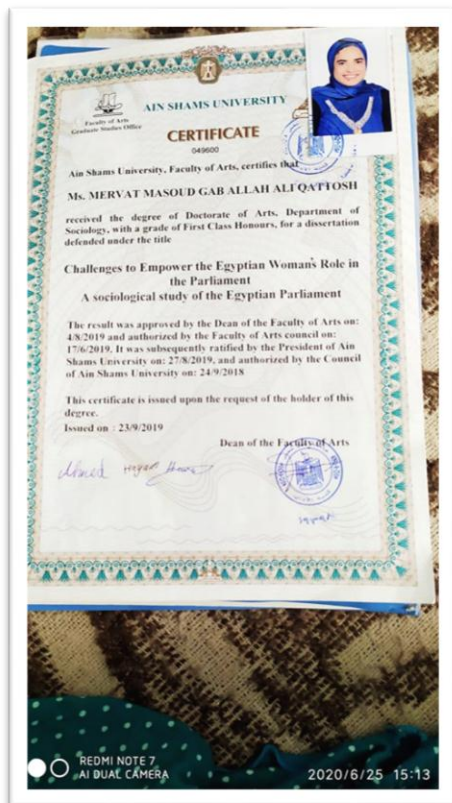 Faculty of Arts
Graduate Studies Office
AIN SHAMS UNIVERSITY
CERTIFICATE
049600
Ain Shams University, Faculty of Arts, certifies that
Ms. MERVAT MASOUD GAB ALLAH ALI QATTOSH
received the degree of Doctorate of Arts, Department of
Sociology, with a grade of First Class Honours, for a dissertation
defended under the title
Challenges to Empower the Egyptian Woman's Role in
the Parliament
A sociological study of the Egyptian Parliament
The result was approved by the Dean of the Faculty of Arts on:
4/8/2019 and authorized by the Faculty of Arts council on:
17/6/2019. It was subsequently ratified by the President of Ain
Shams University on: 27/8/2019, and authorized by the Council
of Ain Shams University on: 24/9/2018
This certificate is issued upon the request of the holder of this
degree.
Issued on : 23/9/2019
Dean of the Faculty of Arts
Ahmed
REDMI NOTE 7
AI DUAL CAMERA
2020/6/25 15:13